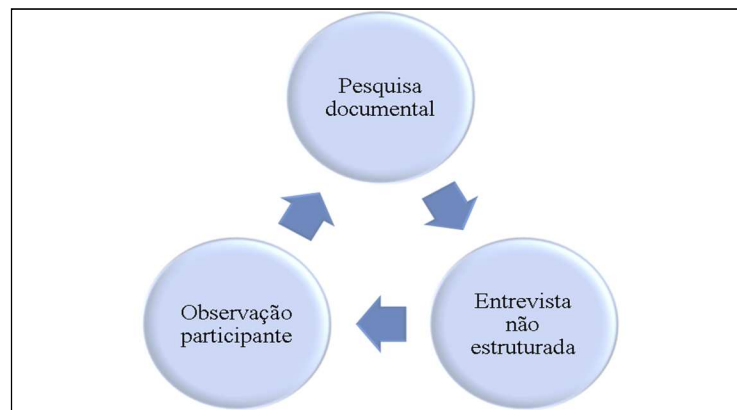 Pesquisa
documental
Observação
participante
Entrevista
não
estruturada